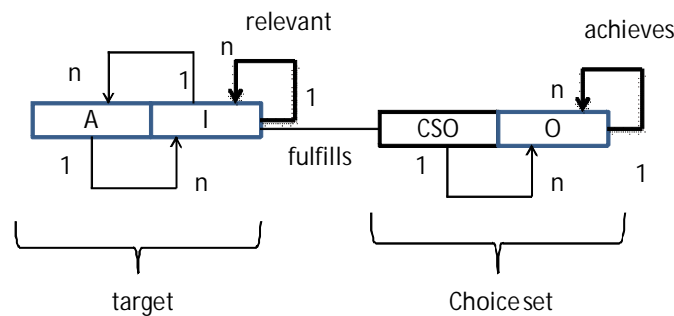 relevant
achieves
n
n
1
1
n
A
I
CSO
O
fulfills
1
n
1
n
1
target
Choice set